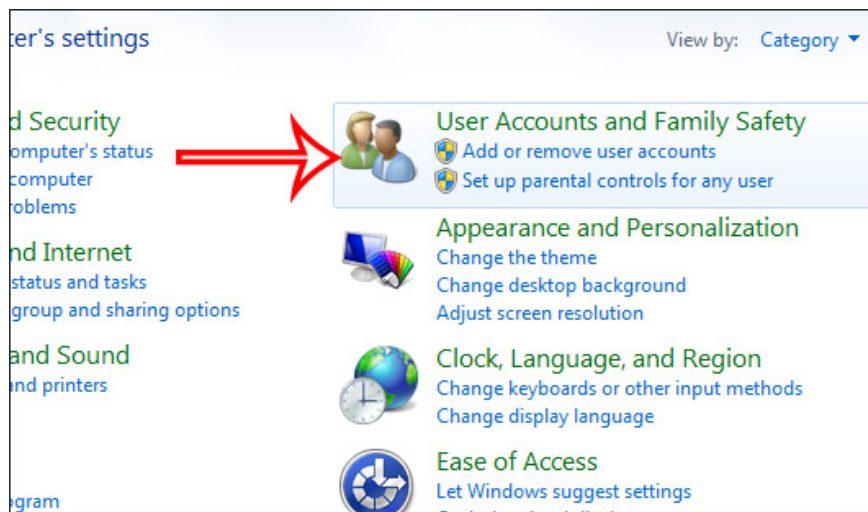 ter's settings
View by: Category
d Security
omputer's status
computer
roblems
nd Internet
status and tasks
group and sharing options
and Sound
and printers
ogram
User Accounts and Family Safety
Add or remove user accounts
Set up parental controls for any user
Appearance and Personalization
Change the theme
Change desktop background
Adjust screen resolution
Clock, Language, and Region
Change keyboards or other input methods
Change display language
Ease of Access
Let Windows suggest settings